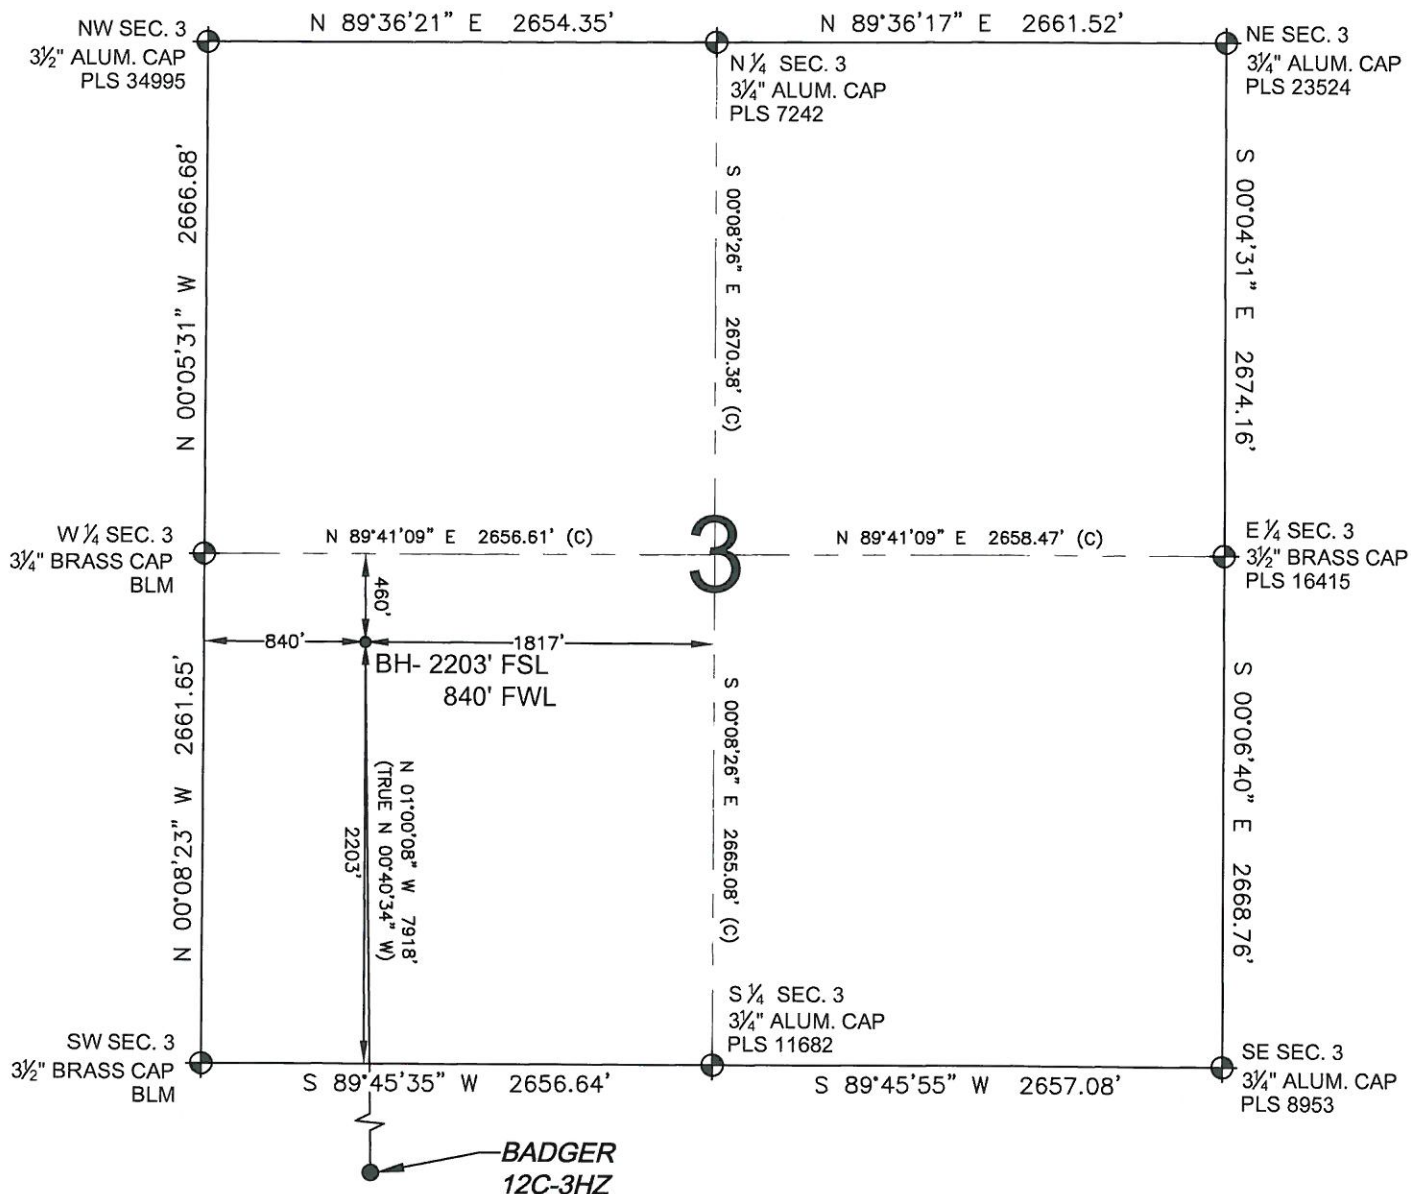 N 89°36'21" E 2654.35'
N 89°36'17" E 2661.52'
NW SEC. 3
3½" ALUM. CAP
PLS 34995
N ¼ SEC. 3
3¼" ALUM. CAP
PLS 7242
NE SEC. 3
3¼" ALUM. CAP
PLS 23524
N 00°05'31" W 2666.68'
S 00°08'26" E 2670.38' (C)
S 00°04'31" E 2674.16'
W ¼ SEC. 3
3¼" BRASS CAP
BLM
N 89°41'09" E 2656.61' (C)
3
N 89°41'09" E 2658.47' (C)
E ¼ SEC. 3
3½" BRASS CAP
PLS 16415
460'
840'
1817'
BH- 2203' FSL
840' FWL
N 00°08'23" W 2661.65'
2203'
N 01°00'08" W 7918'
(TRUE N 00°40'34" W)
S 00°08'26" E 2665.08' (C)
S 00°06'40" E 2668.76'
SW SEC. 3
3½" BRASS CAP
BLM
S ¼ SEC. 3
3¼" ALUM. CAP
PLS 11682
SE SEC. 3
3¼" ALUM. CAP
PLS 8953
S 89°45'35" W 2656.64'
S 89°45'55" W 2657.08'
BADGER
12C-3HZ